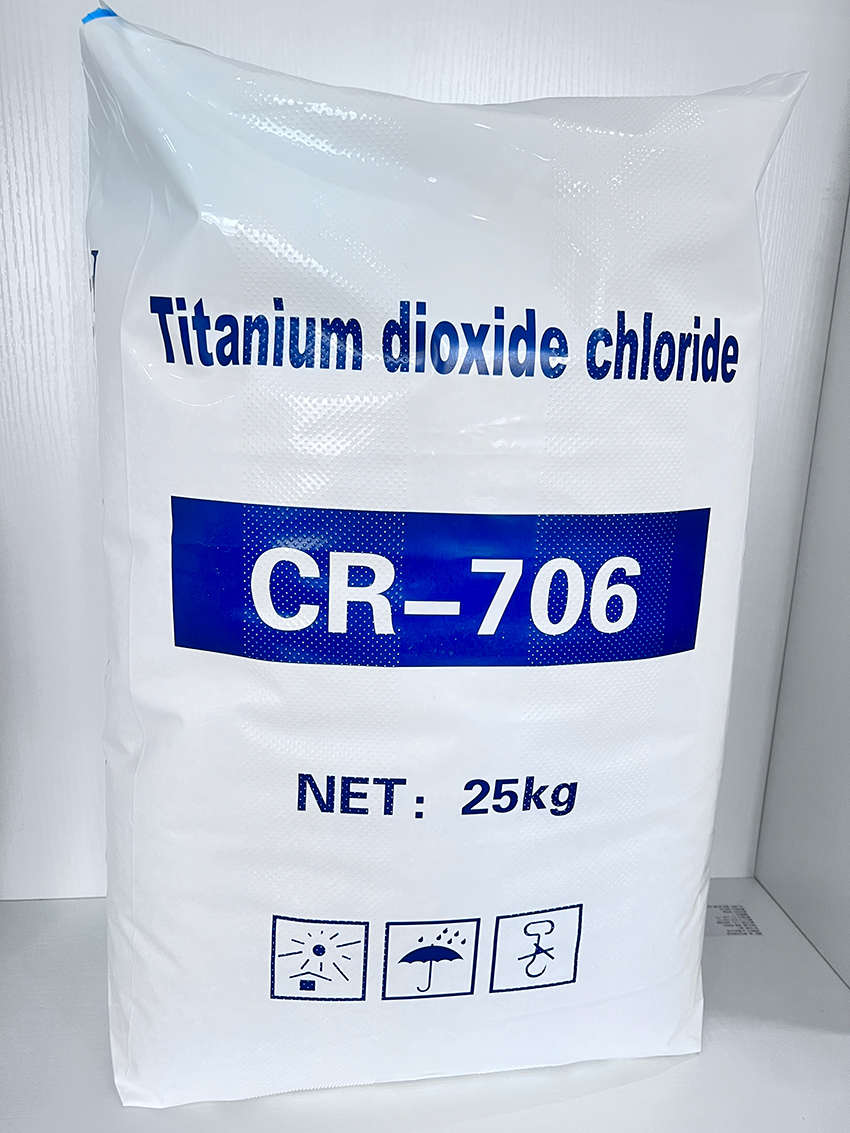 Titanium dioxide chloride
CR-706
NET: 25kg